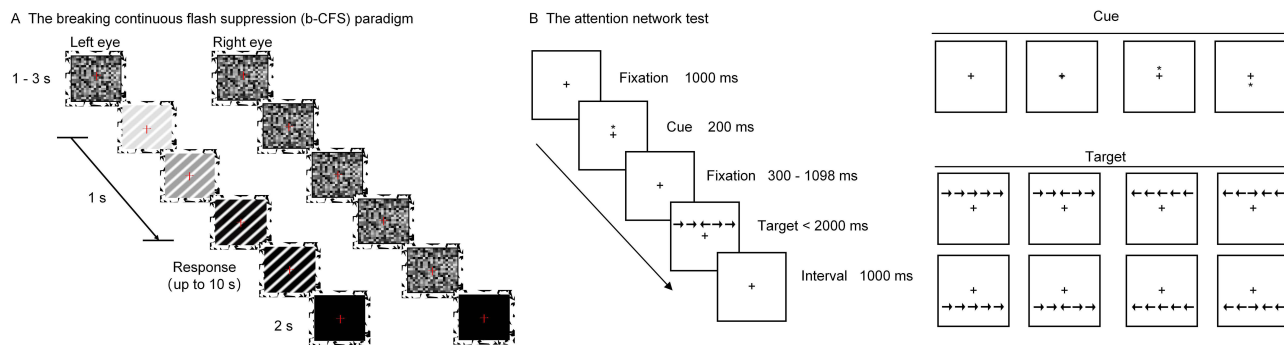 A The breaking continuous flash suppression (b-CFS) paradigm
Left eye
Right eye
1 - 3 s
1 s
Response
(up to 10 s)
2 s
B The attention network test
Fixation 1000 ms
Cue 200 ms
Fixation 300 - 1098 ms
Target < 2000 ms
Interval 1000 ms
Cue
Target